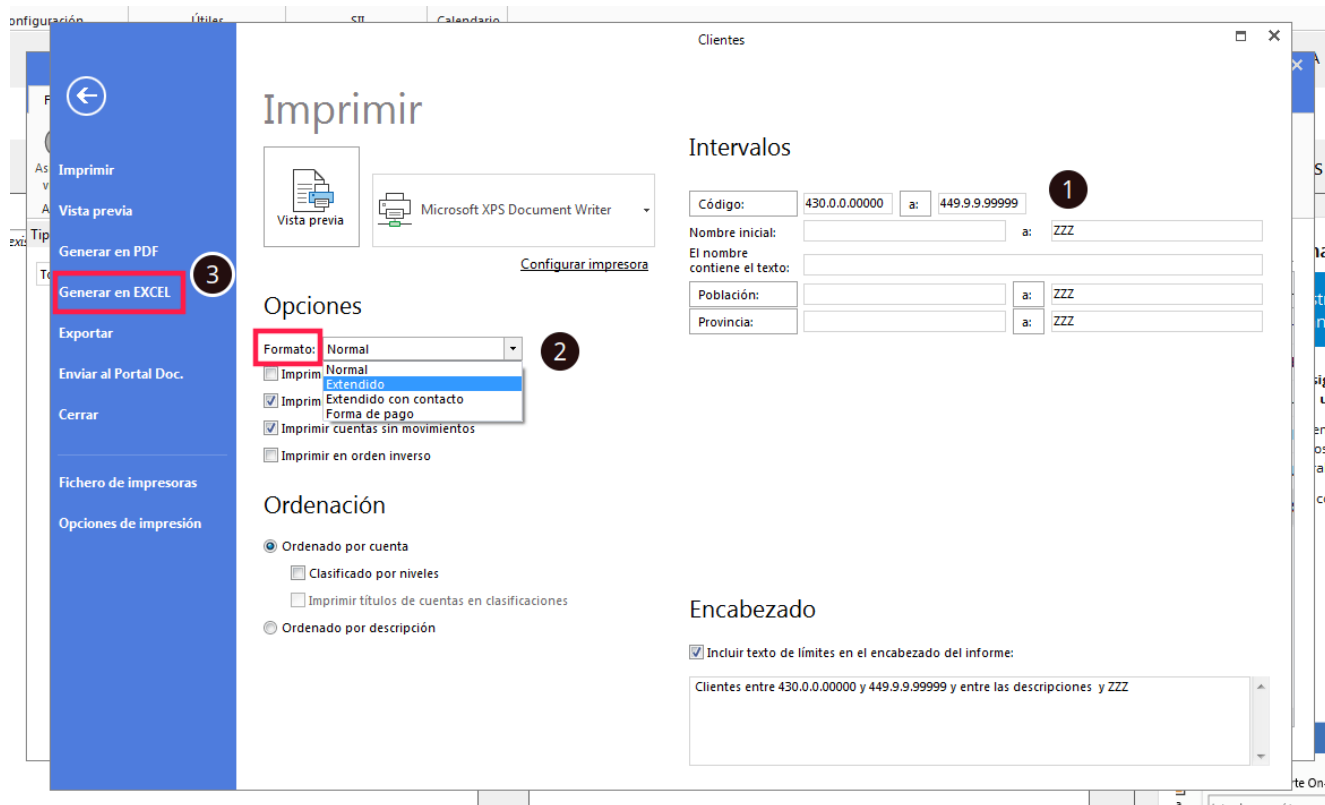 Configuración Útiles SII Calendario
Clientes
Imprimir
Vista previa
Generar en PDF
Generar en EXCEL
3
Exportar
Enviar al Portal Doc.
Cerrar
Fichero de impresoras
Opciones de impresión
Imprimir
Vista previa
Microsoft XPS Document Writer
Configurar impresora
Opciones
Formato: Normal
2
Normal
Extendido
Extendido con contacto
Forma de pago
Imprim
Imprim
Imprimir cuentas sin movimientos
Imprimir en orden inverso
Ordenación
Ordenado por cuenta
Clasificado por niveles
Imprimir títulos de cuentas en clasificaciones
Ordenado por descripción
Intervalos
1
Código: 430.0.0.00000 a: 449.9.9.99999
Nombre inicial: a: ZZZ
El nombre
contiene el texto:
Población: a: ZZZ
Provincia: a: ZZZ
Encabezado
Incluir texto de límites en el encabezado del informe:
Clientes entre 430.0.0.00000 y 449.9.9.99999 y entre las descripciones y ZZZ